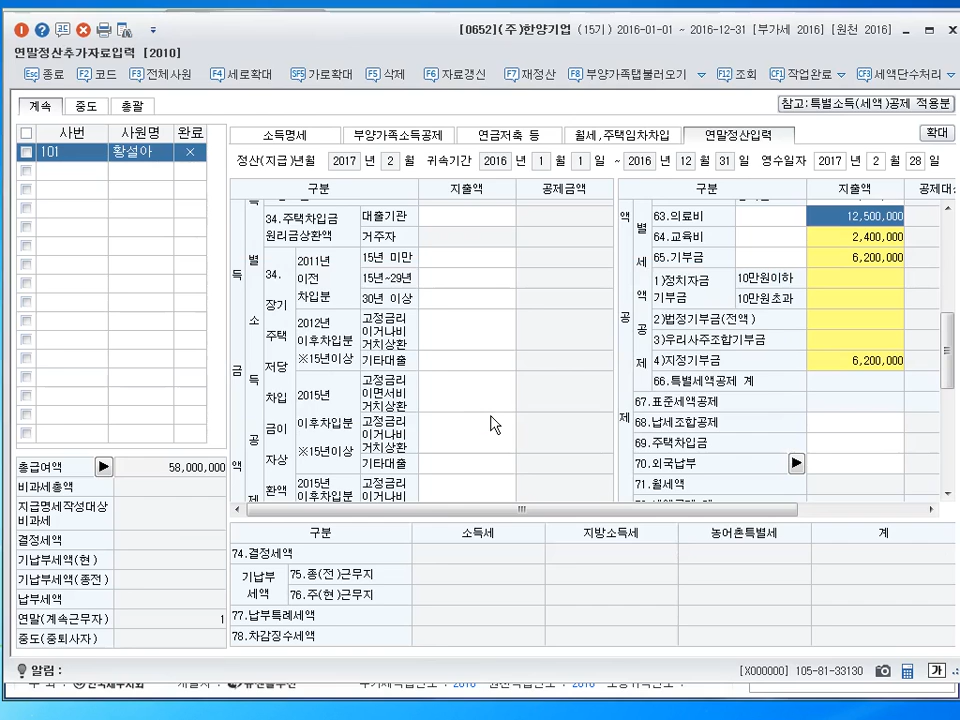 [0652](주)한양기업 (15기) 2016-01-01 ~ 2016-12-31 [부가세 2016] [원천 2016]
연말정산추가자료입력 [2010]
Esc 종료 F2 코드 F3 전체사원 F4 세로확대 SF5 가로확대 F5 삭제 F6 자료갱신 F7 재정산 F8 부양가족탭불러오기 F12 조회 CF1 작업완료 CF3 세액단수처리
계속 중도 총괄 참고:특별소득(세액)공제 적용분
사번 사원명 완료
101 황설아 ×
소득명세 부양가족소득공제 연금저축 등 월세,주택임차차입 연말정산입력 확대
정산(지급)년월 2017 년 2 월 귀속기간 2016 년 1 월 1 일 ~ 2016 년 12 월 31 일 영수일자 2017 년 2 월 28 일
구분 지출액 공제금액
득 별 소 득 공 제
금 액
34.주택차입금 대출기관
원리금상환액 거주자
34. 장기 주택 저당 차입 금이 자상 환액
2011년 15년 미만
이전 15년~29년
차입분 30년 이상
2012년 고정금리
이후차입분 이거나비
거치상환
※15년이상 기타대출
2015년 고정금리
이면서비
거치상환
이후차입분 고정금리
이거나비
거치상환
※15년이상 기타대출
2015년 고정금리
이후차입분 이거나비
구분 지출액 공제대
액 공 제
별 세 액 공 제
63.의료비 12,500,000
64.교육비 2,400,000
65.기부금 6,200,000
1)정치자금 10만원이하
기부금 10만원초과
2)법정기부금(전액)
3)우리사주조합기부금
4)지정기부금 6,200,000
66.특별세액공제 계
67.표준세액공제
68.납세조합공제
69.주택차입금
70.외국납부
71.월세액
총급여액 58,000,000
비과세총액
지급명세작성대상
비과세
결정세액
기납부세액(현)
기납부세액(종전)
납부세액
연말(계속근무자) 1
중도(중퇴사자)
구분 소득세 지방소득세 농어촌특별세 계
74.결정세액
기납부 75.종(전)근무지
세액 76.주(현)근무지
77.납부특례세액
78.차감징수세액
알림 : [X000000] 105-81-33130 가